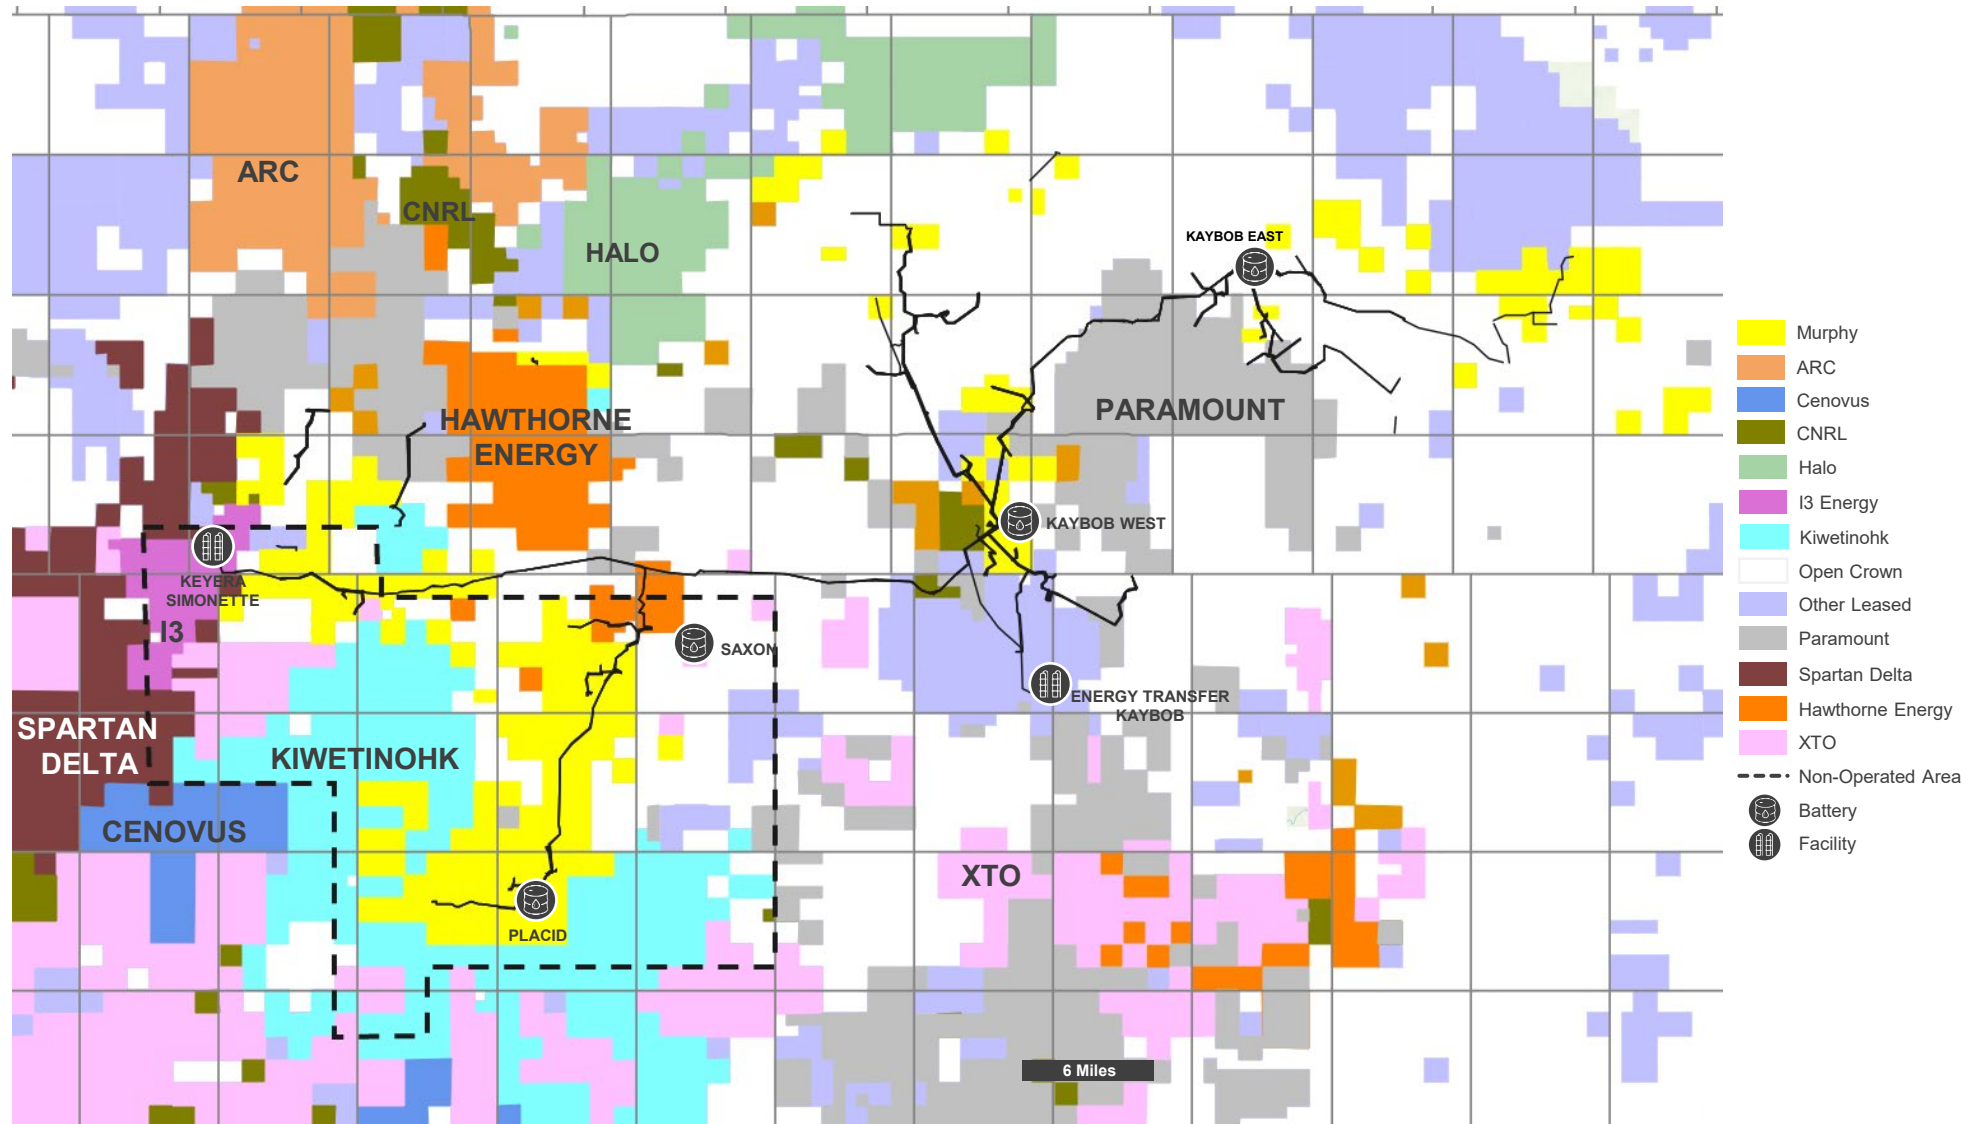 ARC
CNRL
HALO
KAYBOB EAST
PARAMOUNT
HAWTHORNE
ENERGY
KAYBOB WEST
KEYERA
SIMONETTE
I3
SAXON
ENERGY TRANSFER
KAYBOB
SPARTAN
DELTA
KIWETINOHK
CENOVUS
XTO
PLACID
6 Miles
Murphy
ARC
Cenovus
CNRL
Halo
I3 Energy
Kiwetinohk
Open Crown
Other Leased
Paramount
Spartan Delta
Hawthorne Energy
XTO
Non-Operated Area
Battery
Facility